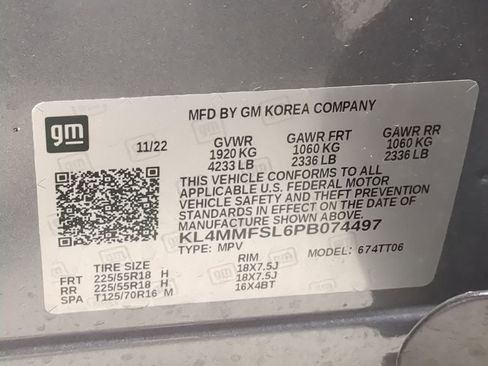 MFD BY GM KOREA COMPANY
gm
11/22 GVWR GAWR FRT GAWR RR
1920 KG 1060 KG 1060 KG
4233 LB 2336 LB 2336 LB
THIS VEHICLE CONFORMS TO ALL
APPLICABLE U.S. FEDERAL MOTOR
VEHICLE SAFETY AND THEFT PREVENTION
STANDARDS IN EFFECT ON THE DATE OF
MANUFACTURE SHOWN ABOVE.
KL4MMFSL6PB074497
TYPE: MPV MODEL: 674TT06
TIRE SIZE RIM
FRT 225/55R18 H 18X7.5J
RR 225/55R18 H 18X7.5J
SPA T125/70R16 M 16X4BT